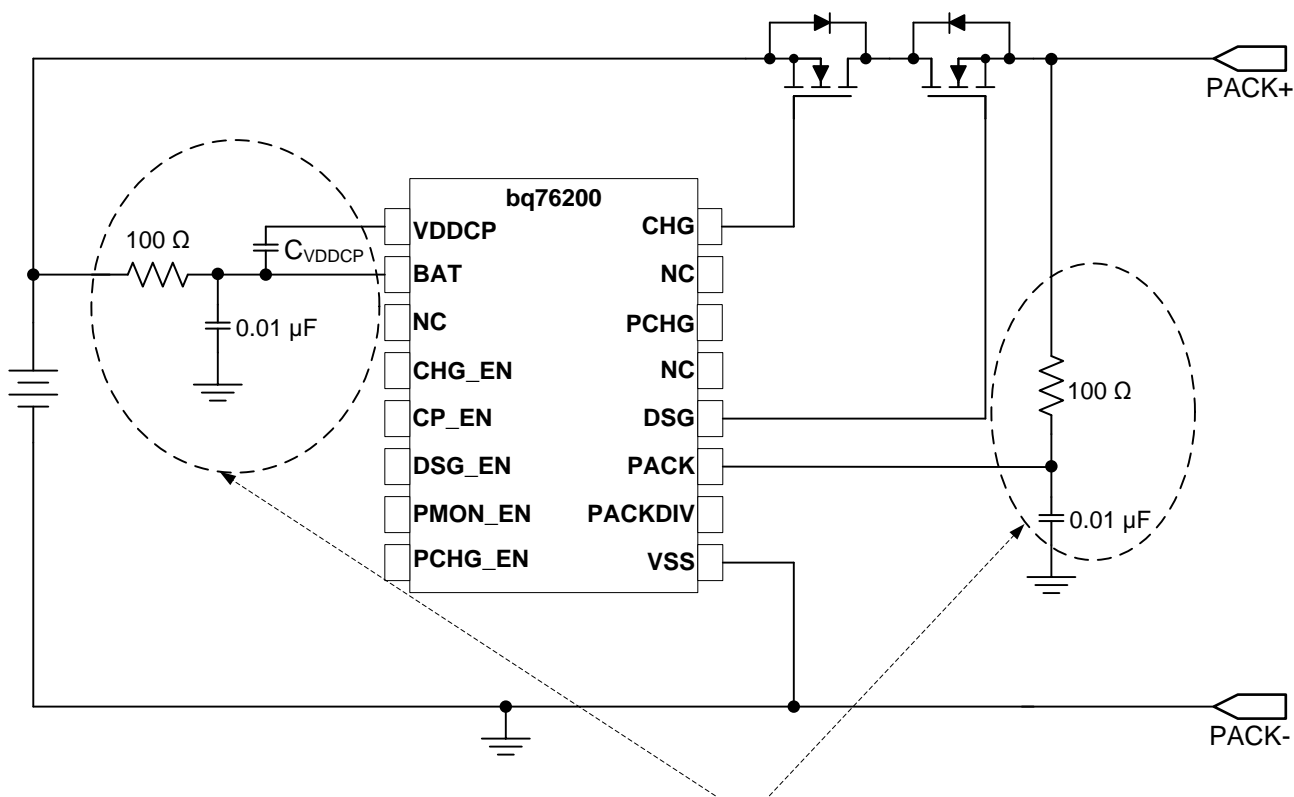 PACK+
bq76200
VDDCP
BAT
NC
CHG_EN
CP_EN
DSG_EN
PMON_EN
PCHG_EN
CHG
NC
PCHG
NC
DSG
PACK
PACKDIV
VSS
100 Ω
CVDDCP
0.01 µF
100 Ω
0.01 µF
PACK-